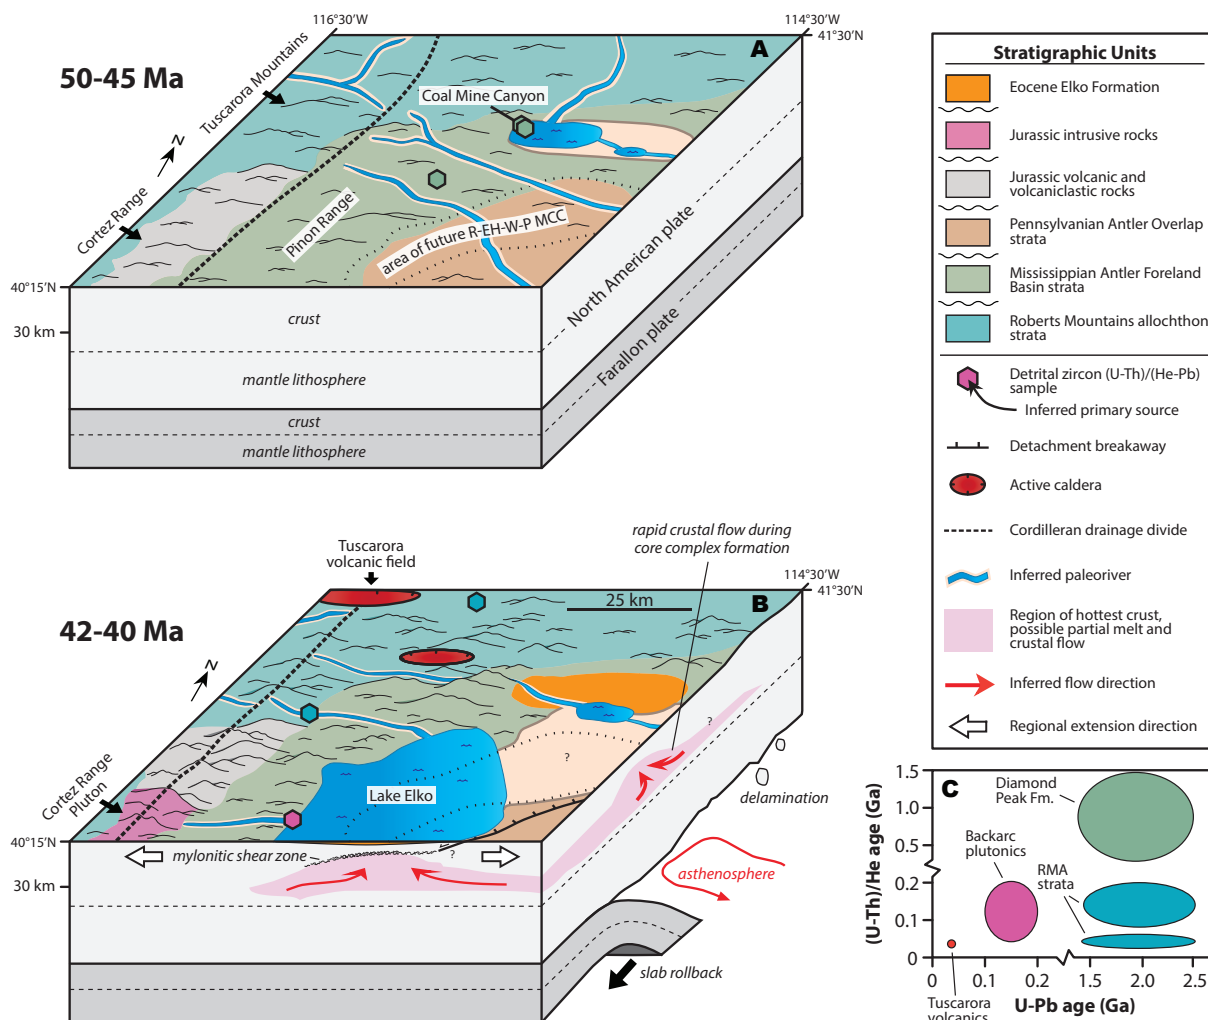 116°30′W
114°30′W
41°30′N
A
50-45 Ma
Tuscarora Mountains
N
Coal Mine Canyon
Cortez Range
Pinon Range
area of future R-EH-W-P MCC
North American plate
Farallon plate
40°15′N
30 km
crust
mantle lithosphere
crust
mantle lithosphere
Stratigraphic Units
Eocene Elko Formation
Jurassic intrusive rocks
Jurassic volcanic and
volcaniclastic rocks
Pennsylvanian Antler Overlap
strata
Mississippian Antler Foreland
Basin strata
Roberts Mountains allochthon
strata
Detrital zircon (U-Th)/(He-Pb)
sample
Inferred primary source
Detachment breakaway
Active caldera
Cordilleran drainage divide
Inferred paleoriver
Region of hottest crust,
possible partial melt and
crustal flow
Inferred flow direction
Regional extension direction
rapid crustal flow during
core complex formation
Tuscarora
volcanic field
114°30′W
41°30′N
B
25 km
42-40 Ma
N
Cortez Range
Pluton
Lake Elko
?
?
delamination
40°15′N
mylonitic shear zone
?
30 km
asthenosphere
slab rollback
C
1.5
1.0
0.5
0.2
0.1
0
(U-Th)/He age (Ga)
Diamond
Peak Fm.
Backarc
plutonics
RMA
strata
0
0.1
0.2
1.5
2.0
2.5
Tuscarora
volcanics
U-Pb age (Ga)